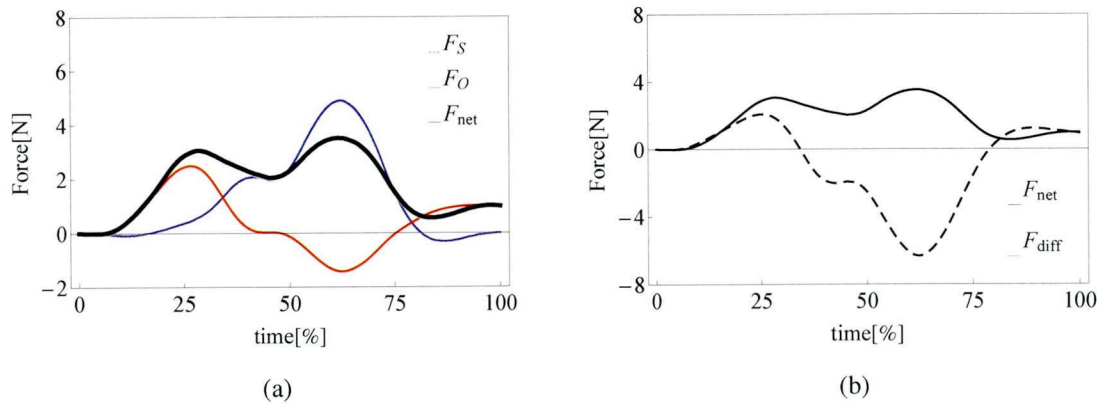 8
6
4
2
0
−2
Force[N]
F_S
F_O
F_net
0 25 50 75 100
time[%]
(a)
8
4
0
−4
−8
Force[N]
F_net
F_diff
0 25 50 75 100
time[%]
(b)